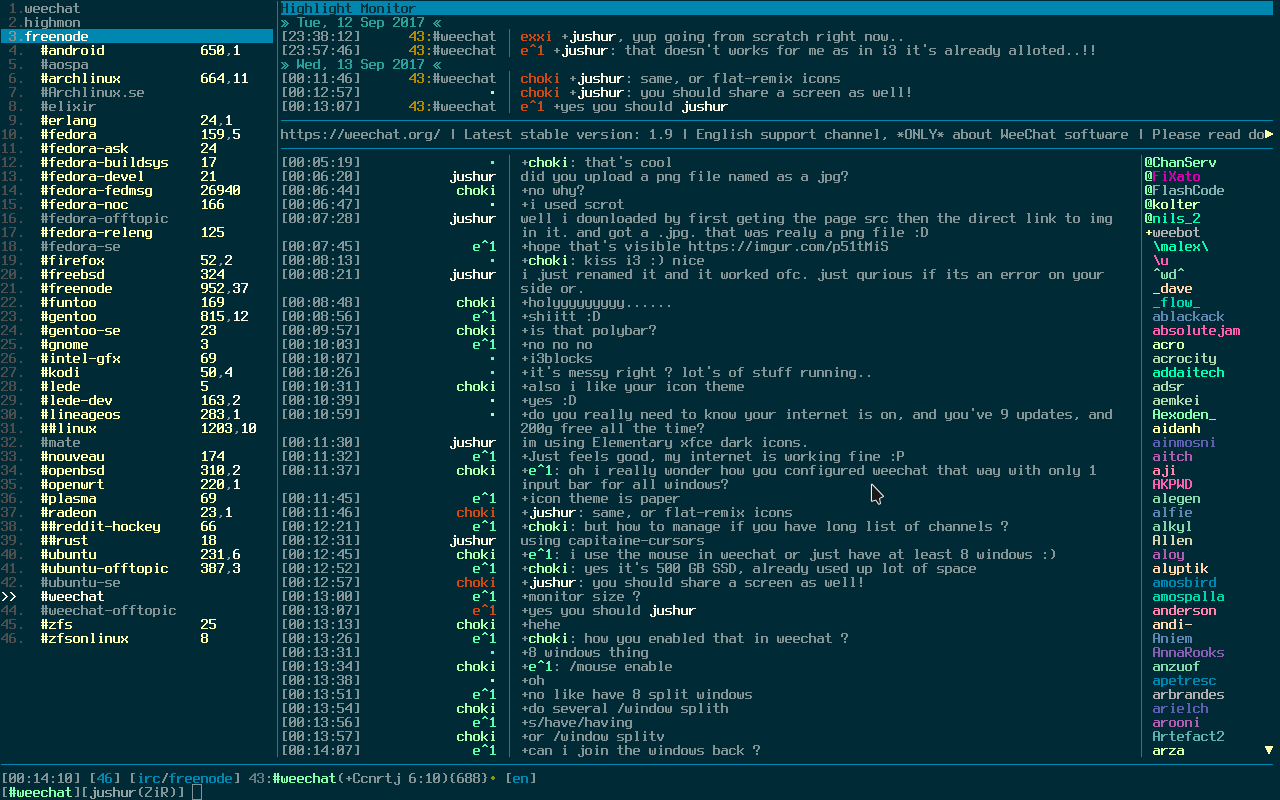 1.weechat
2.highmon
3.freenode
4. #android 650,1
5. #aospa
6. #archlinux 664,11
7. #Archlinux.se
8. #elixir
9. #erlang 24,1
10. #fedora 159,5
11. #fedora-ask 24
12. #fedora-buildsys 17
13. #fedora-devel 21
14. #fedora-fedmsg 26940
15. #fedora-noc 166
16. #fedora-offtopic
17. #fedora-releng 125
18. #fedora-se
19. #firefox 52,2
20. #freebsd 324
21. #freenode 952,37
22. #funtoo 169
23. #gentoo 815,12
24. #gentoo-se 23
25. #gnome 3
26. #intel-gfx 69
27. #kodi 50,4
28. #lede 5
29. #lede-dev 163,2
30. #lineageos 283,1
31. ##linux 1203,10
32. #mate
33. #nouveau 174
34. #openbsd 310,2
35. #openwrt 220,1
36. #plasma 69
37. #radeon 23,1
38. ##reddit-hockey 66
39. ##rust 18
40. #ubuntu 231,6
41. #ubuntu-offtopic 387,3
42. #ubuntu-se
>> #weechat
44. #weechat-offtopic
45. #zfs 25
46. #zfsonlinux 8
Highlight Monitor
» Tue, 12 Sep 2017 «
[23:38:12] 43:#weechat | exxi +jushur, yup going from scratch right now..
[23:57:46] 43:#weechat | e^1 +jushur: that doesn't works for me as in i3 it's already alloted..!!
» Wed, 13 Sep 2017 «
[00:11:46] 43:#weechat | choki +jushur: same, or flat-remix icons
[00:12:57] · | choki +jushur: you should share a screen as well!
[00:13:07] 43:#weechat | e^1 +yes you should jushur
https://weechat.org/ | Latest stable version: 1.9 | English support channel, *ONLY* about WeeChat software | Please read do▶
[00:05:19] · | +choki: that's cool
[00:06:20] jushur | did you upload a png file named as a jpg?
[00:06:44] choki | +no why?
[00:06:47] · | +i used scrot
[00:07:28] jushur | well i downloaded by first geting the page src then the direct link to img
in it. and got a .jpg. that was realy a png file :D
[00:07:45] e^1 | +hope that's visible https://imgur.com/p51tMiS
[00:08:13] · | +choki: kiss i3 :) nice
[00:08:21] jushur | i just renamed it and it worked ofc. just qurious if its an error on your
side or.
[00:08:48] choki | +holyyyyyyyyy......
[00:08:56] e^1 | +shiitt :D
[00:09:57] choki | +is that polybar?
[00:10:03] e^1 | +no no no
[00:10:07] · | +i3blocks
[00:10:26] · | +it's messy right ? lot's of stuff running..
[00:10:31] choki | +also i like your icon theme
[00:10:39] · | +yes :D
[00:10:59] · | +do you really need to know your internet is on, and you've 9 updates, and
200g free all the time?
[00:11:30] jushur | im using Elementary xfce dark icons.
[00:11:32] e^1 | +Just feels good, my internet is working fine :P
[00:11:37] choki | +e^1: oh i really wonder how you configured weechat that way with only 1
input bar for all windows?
[00:11:45] e^1 | +icon theme is paper
[00:11:46] choki | +jushur: same, or flat-remix icons
[00:12:21] e^1 | +choki: but how to manage if you have long list of channels ?
[00:12:31] jushur | using capitaine-cursors
[00:12:45] choki | +e^1: i use the mouse in weechat or just have at least 8 windows :)
[00:12:52] e^1 | +choki: yes it's 500 GB SSD, already used up lot of space
[00:12:57] choki | +jushur: you should share a screen as well!
[00:13:00] e^1 | +monitor size ?
[00:13:07] e^1 | +yes you should jushur
[00:13:13] choki | +hehe
[00:13:26] e^1 | +choki: how you enabled that in weechat ?
[00:13:31] · | +8 windows thing
[00:13:34] choki | +e^1: /mouse enable
[00:13:38] · | +oh
[00:13:51] e^1 | +no like have 8 split windows
[00:13:54] choki | +do several /window splith
[00:13:56] e^1 | +s/have/having
[00:13:57] choki | +or /window splitv
[00:14:07] e^1 | +can i join the windows back ?
@ChanServ
@FiXato
@FlashCode
@kolter
@nils_2
+weebot
\malex\
\u
^wd^
_dave
_flow_
ablackack
absolutejam
acro
acrocity
addaitech
adsr
aemkei
Aexoden_
aidanh
ainmosni
aitch
aji
AKPWD
alegen
alfie
alkyl
Allen
aloy
alyptik
amosbird
amospalla
anderson
andi-
Aniem
AnnaRooks
anzuof
apetresc
arbrandes
arielch
arooni
Artefact2
arza ▼
[00:14:10] [46] [irc/freenode] 43:#weechat(+Ccnrtj 6:10){688}• [en]
[#weechat][jushur(ZiR)]